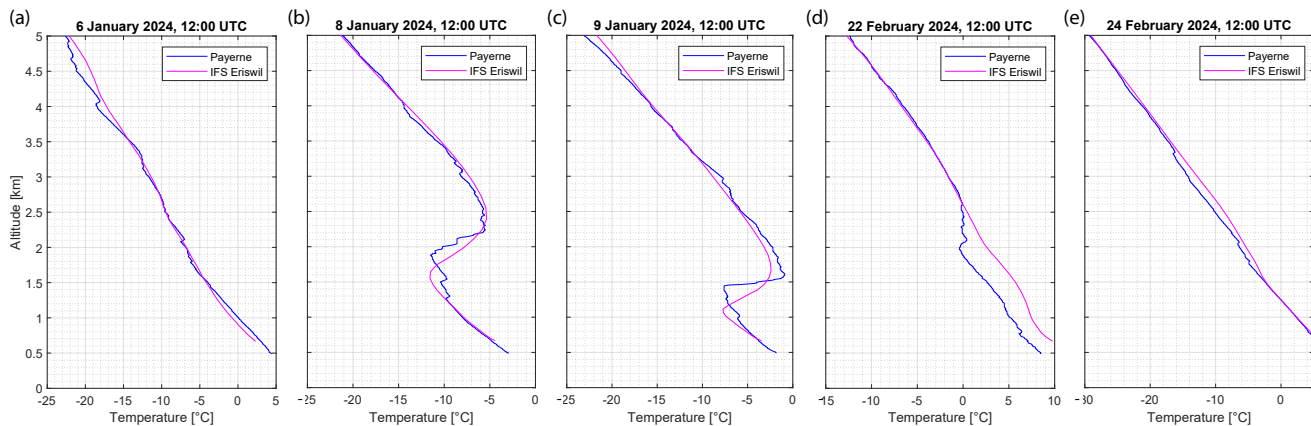 (a)
6 January 2024, 12:00 UTC
Payerne
IFS Eriswil
5
4.5
4
3.5
3
2.5
2
1.5
1
0.5
0
Altitude [km]
-25 -20 -15 -10 -5 0 5
Temperature [°C]
(b)
8 January 2024, 12:00 UTC
Payerne
IFS Eriswil
-25 -20 -15 -10 -5 0
Temperature [°C]
(c)
9 January 2024, 12:00 UTC
Payerne
IFS Eriswil
-25 -20 -15 -10 -5 0
Temperature [°C]
(d)
22 February 2024, 12:00 UTC
Payerne
IFS Eriswil
-15 -10 -5 0 5 10
Temperature [°C]
(e)
24 February 2024, 12:00 UTC
Payerne
IFS Eriswil
-30 -20 -10 0
Temperature [°C]